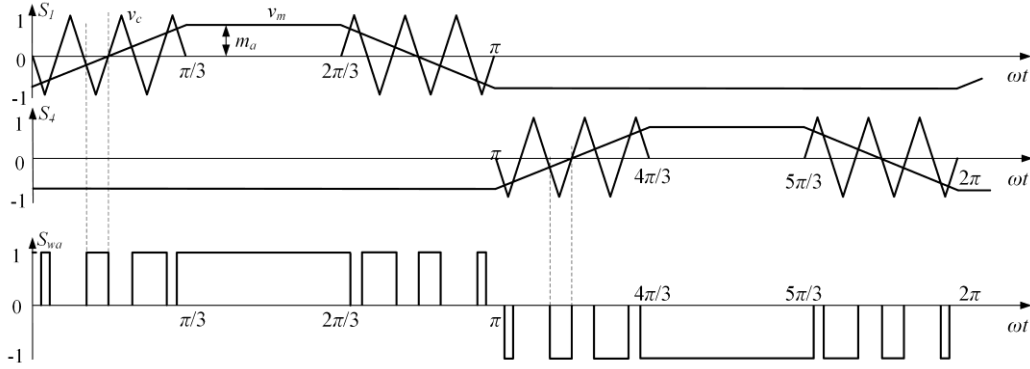 S1 vc vm
1
ma
π
0
π/3 2π/3 ωt
-1
S4
1
π
0
4π/3 5π/3 2π ωt
-1
Swa
1
4π/3 5π/3 2π
0
π/3 2π/3 π ωt
-1